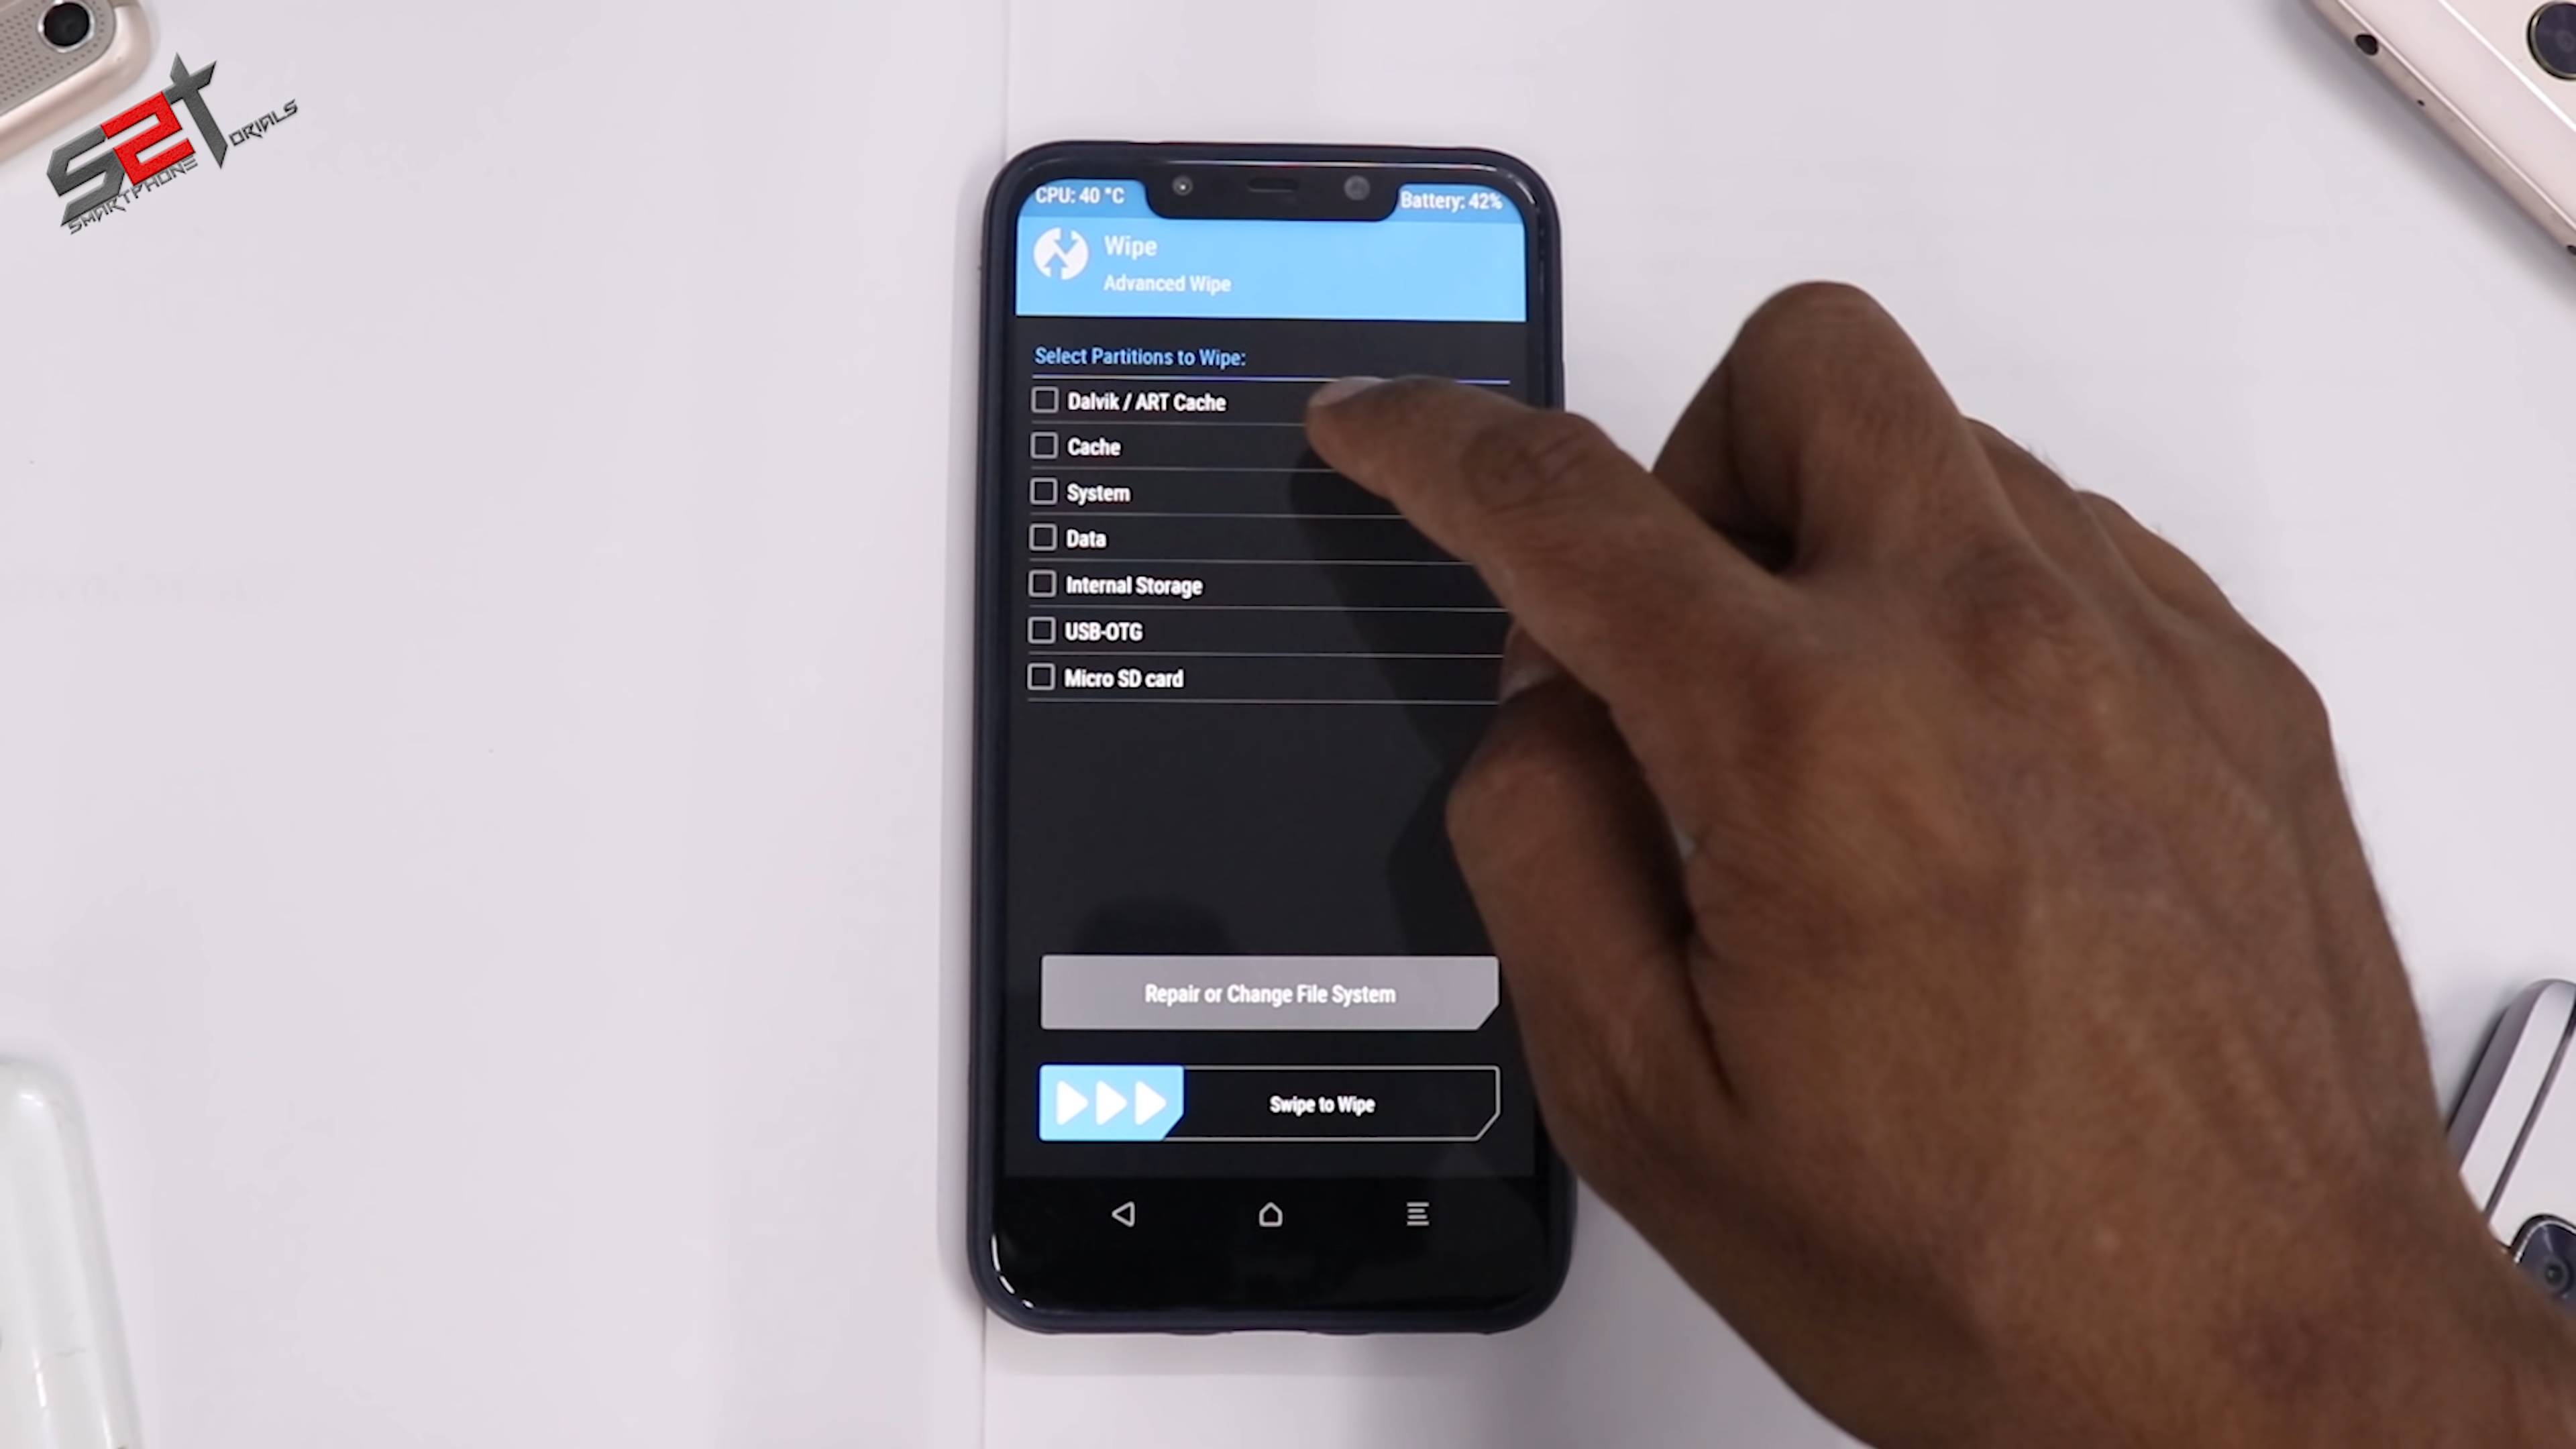 S2T
ORIALS
SMARTPHONE
CPU: 40 °C
Battery: 42%
Wipe
Advanced Wipe
Select Partitions to Wipe:
Dalvik / ART Cache
Cache
System
Data
Internal Storage
USB-OTG
Micro SD card
Repair or Change File System
Swipe to Wipe